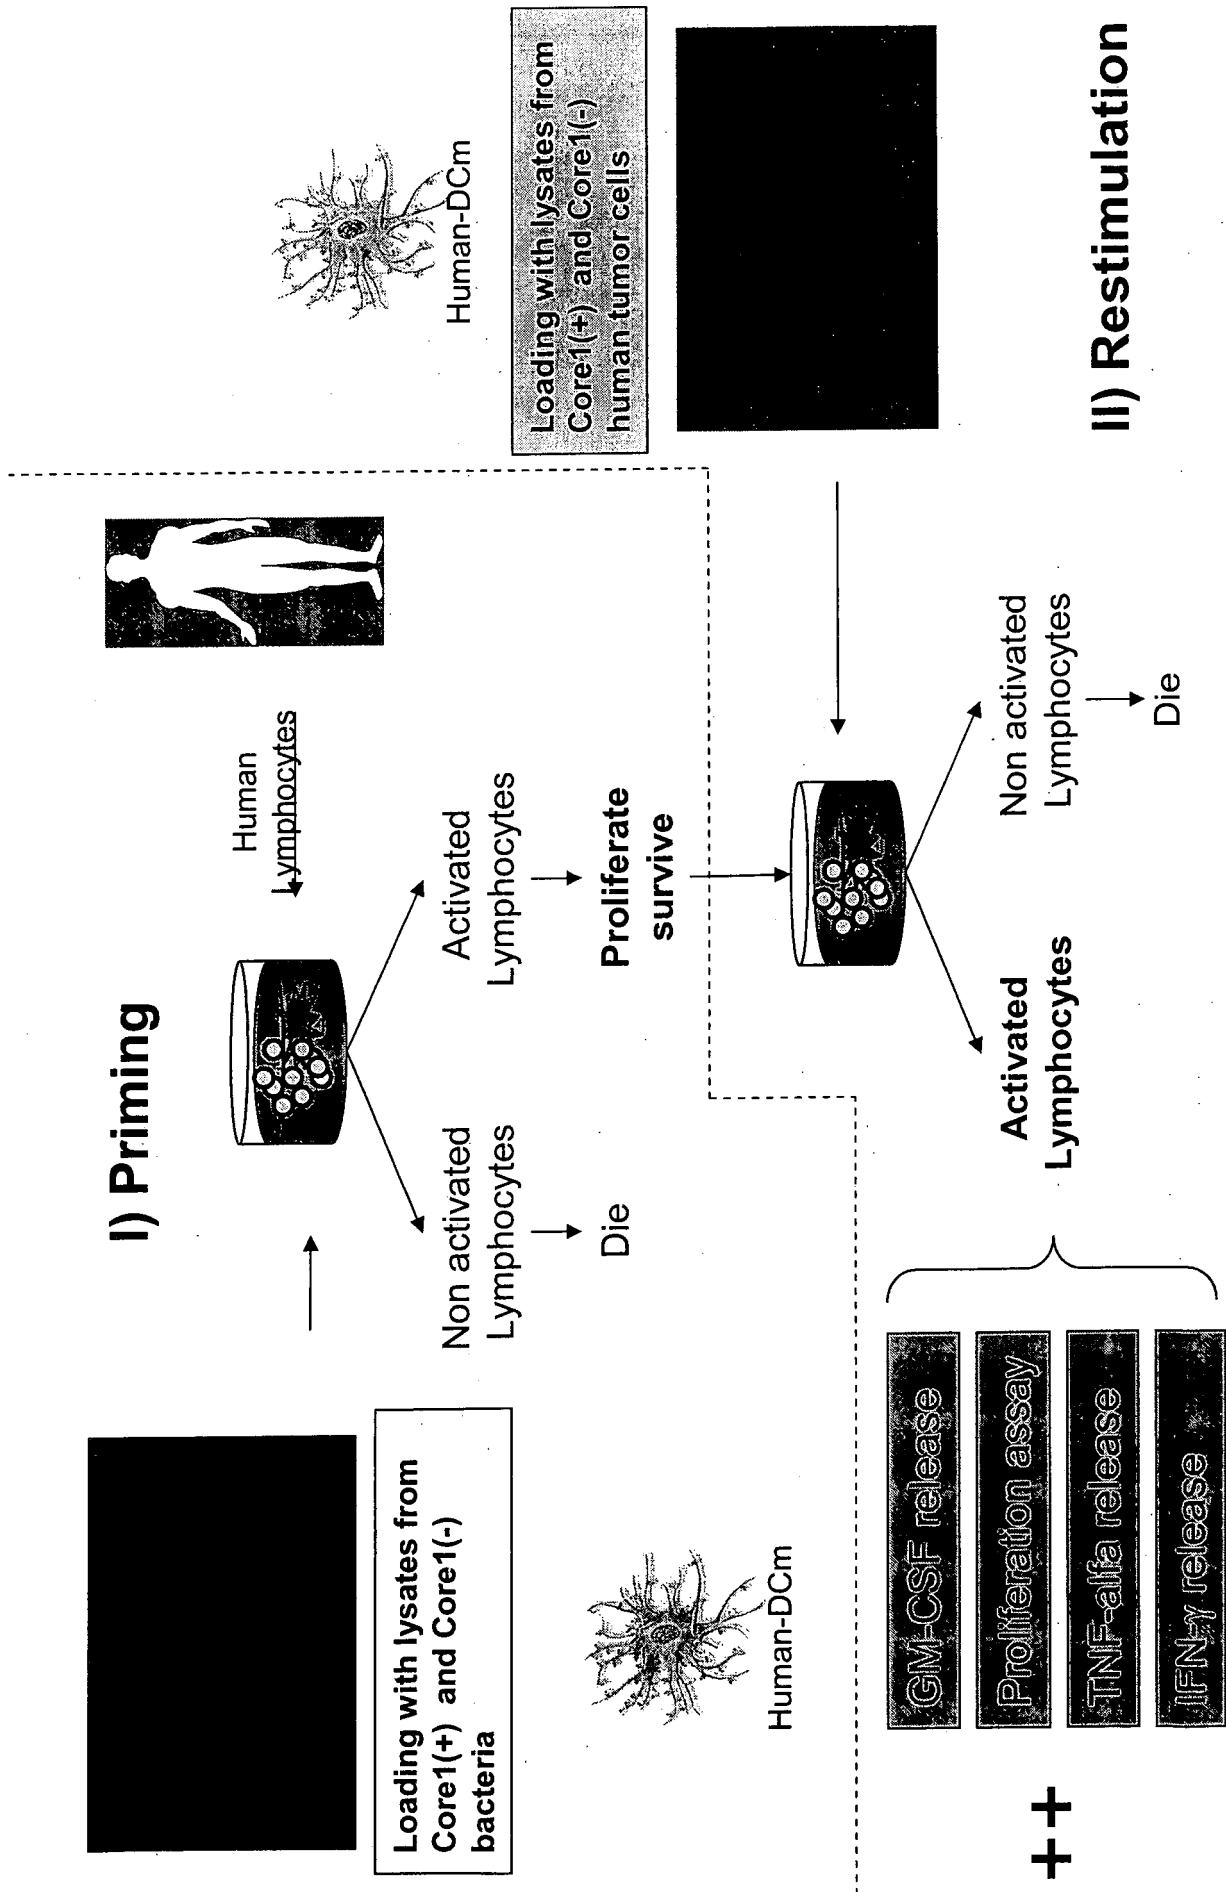 I) Priming
Loading with lysates from
Core1(+) and Core1(-)
bacteria
Human-DCm
Human
Lymphocytes
Non activated
Lymphocytes
Die
Activated
Lymphocytes
Proliferate
survive
Human-DCm
Loading with lysates from
Core1(+) and Core1(-)
human tumor cells
II) Restimulation
Activated
Lymphocytes
Non activated
Lymphocytes
Die
++
GM-CSF release
Proliferation assay
TNF-alfa release
IFN-γ release